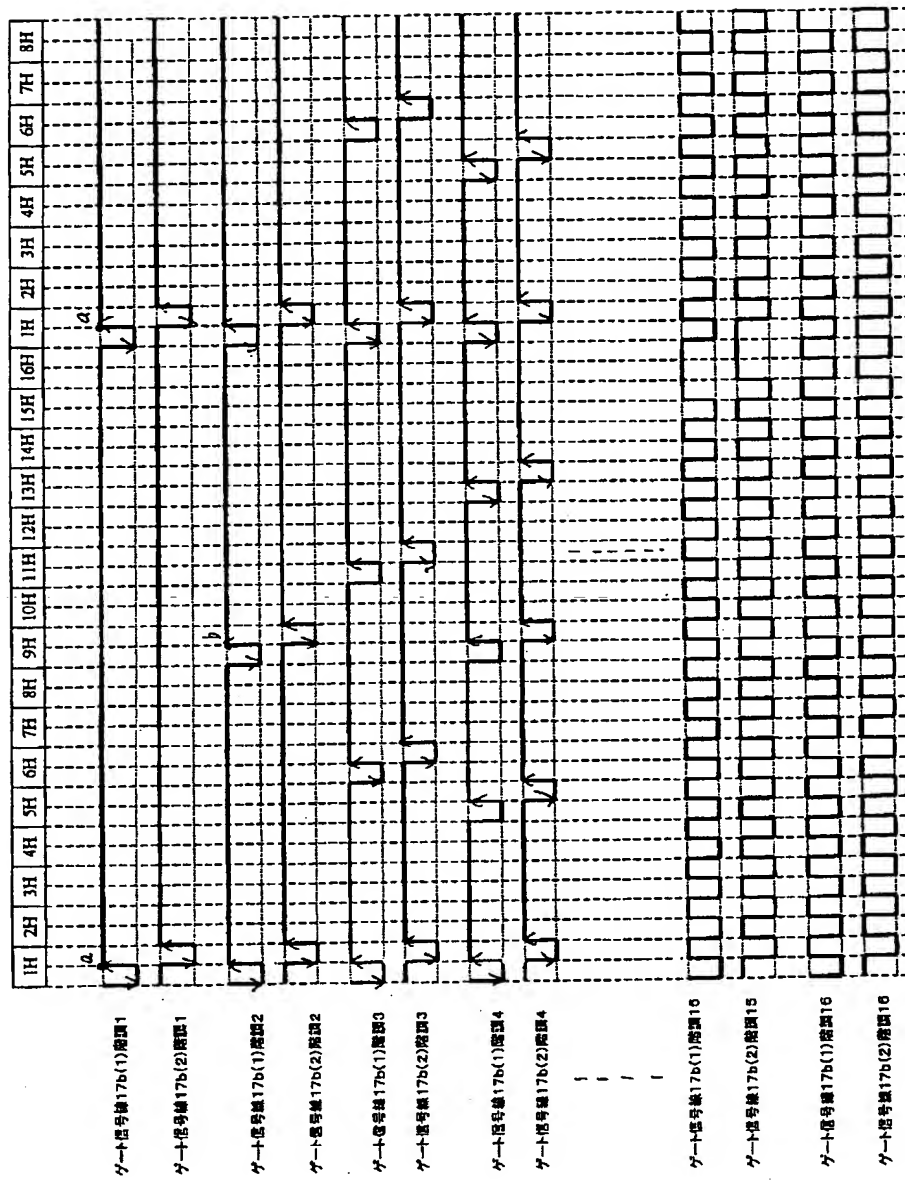 1H 2H 3H 4H 5H 6H 7H 8H 9H 10H 11H 12H 13H 14H 15H 16H 1H 2H 3H 4H 5H 6H 7H 8H
a a
ゲート信号線17b(1)階調1
ゲート信号線17b(2)階調1
b
ゲート信号線17b(1)階調2
ゲート信号線17b(2)階調2
ゲート信号線17b(1)階調3
ゲート信号線17b(2)階調3
ゲート信号線17b(1)階調4
ゲート信号線17b(2)階調4
ゲート信号線17b(1)階調15
ゲート信号線17b(2)階調15
ゲート信号線17b(1)階調16
ゲート信号線17b(2)階調16